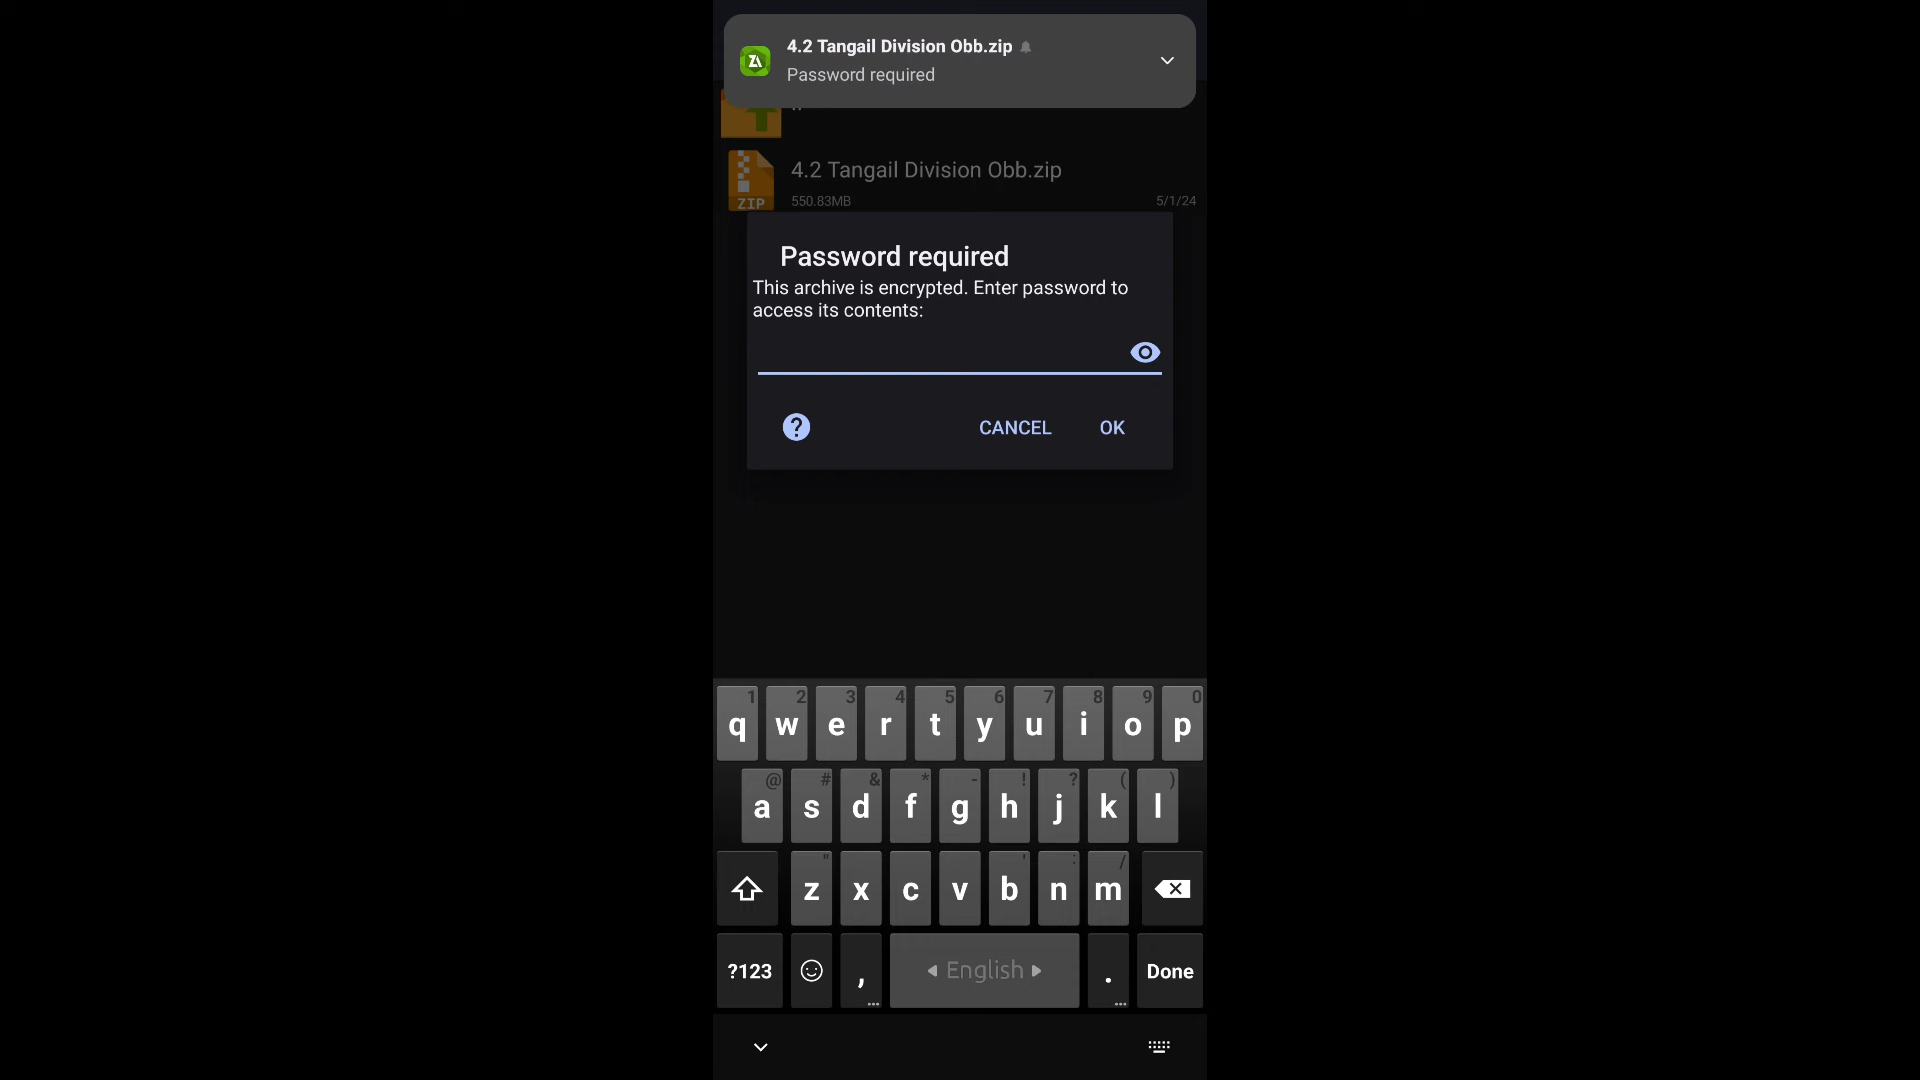 4.2 Tangail Division Obb.zip
Password required
..
4.2 Tangail Division Obb.zip
ZIP
550.83MB
5/1/24
Password required
This archive is encrypted. Enter password to
access its contents:
?
CANCEL
OK
1 2 3 4 5 6 7 8 9 0
q w e r t y u i o p
@ # & * - ! ? ( )
a s d f g h j k l
" ' : /
z x c v b n m
?123 , English . Done
... ...